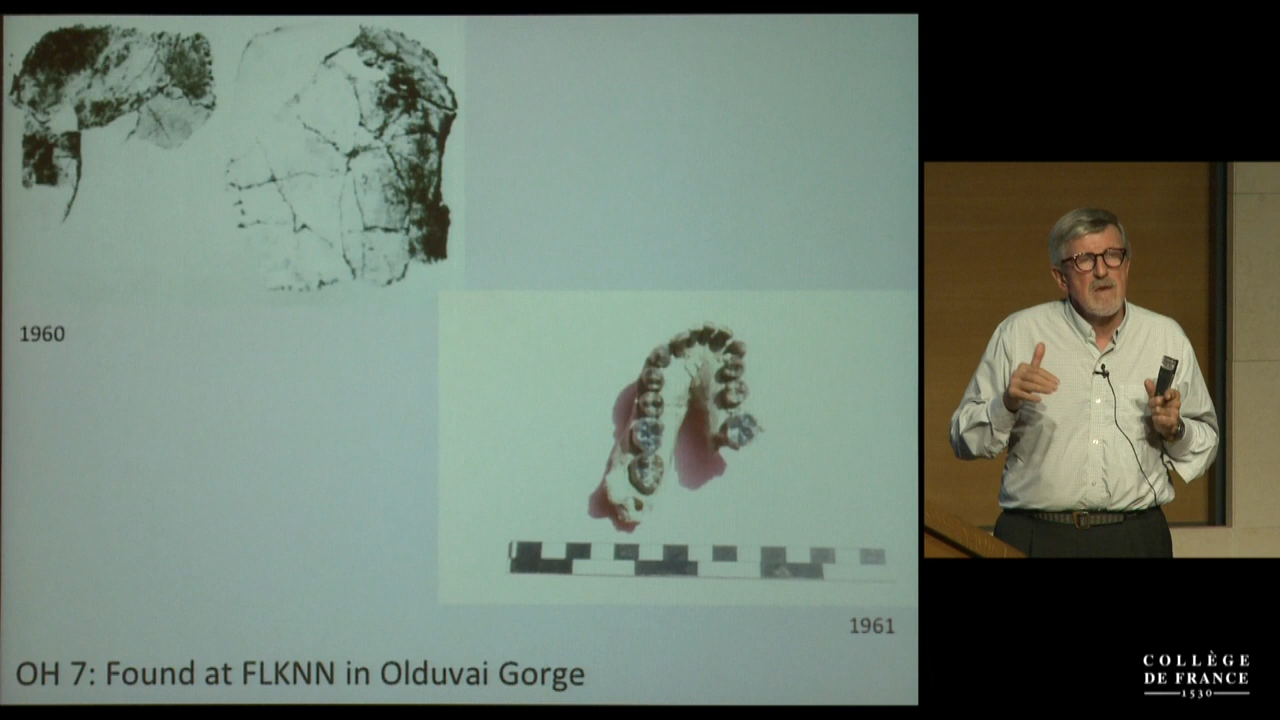 1960
1961
OH 7: Found at FLKNN in Olduvai Gorge
COLLÈGE
DE FRANCE
1530